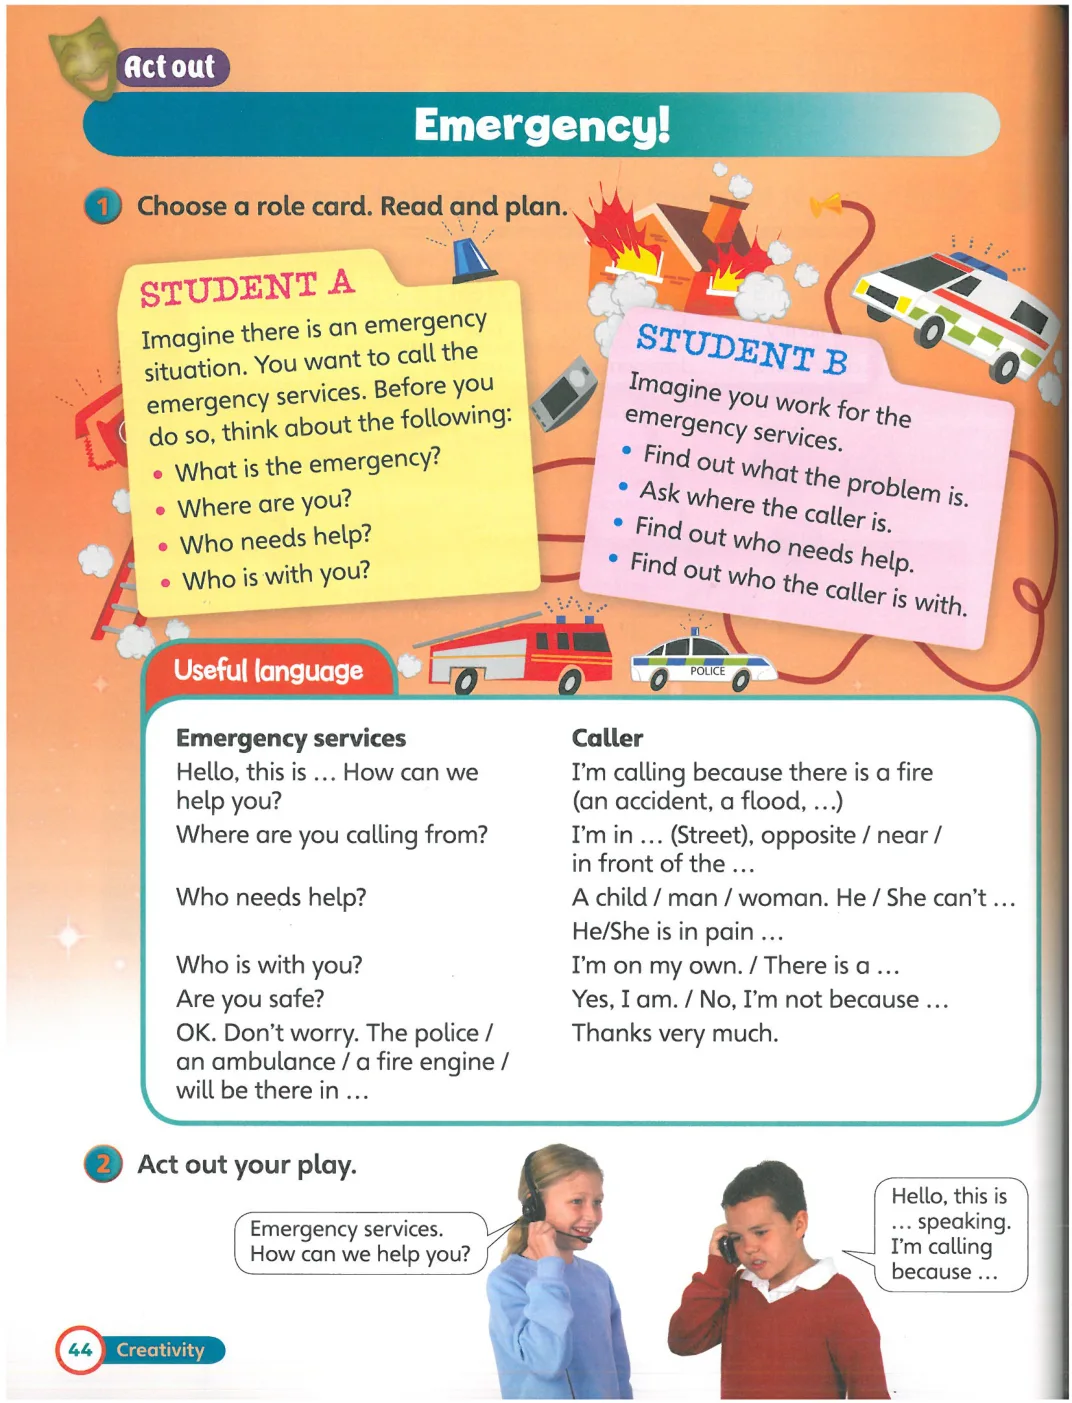 Act out
Emergency!
1 Choose a role card. Read and plan.
STUDENT A
Imagine there is an emergency
situation. You want to call the
emergency services. Before you
do so, think about the following:
• What is the emergency?
• Where are you?
• Who needs help?
• Who is with you?
STUDENT B
Imagine you work for the
emergency services.
• Find out what the problem is.
• Ask where the caller is.
• Find out who needs help.
• Find out who the caller is with.
POLICE
Useful language
Emergency services
Hello, this is ... How can we
help you?
Where are you calling from?
Who needs help?
Who is with you?
Are you safe?
OK. Don't worry. The police /
an ambulance / a fire engine /
will be there in ...
Caller
I'm calling because there is a fire
(an accident, a flood, ...)
I'm in ... (Street), opposite / near /
in front of the ...
A child / man / woman. He / She can't ...
He/She is in pain ...
I'm on my own. / There is a ...
Yes, I am. / No, I'm not because ...
Thanks very much.
2 Act out your play.
Emergency services.
How can we help you?
Hello, this is
... speaking.
I'm calling
because ...
44 Creativity